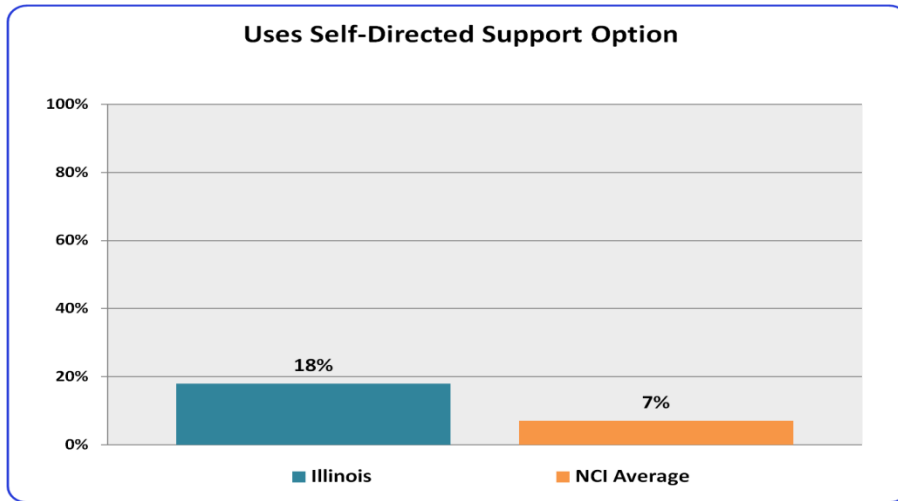 Uses Self-Directed Support Option
100%
80%
60%
40%
20%
0%
18%
7%
Illinois
NCI Average